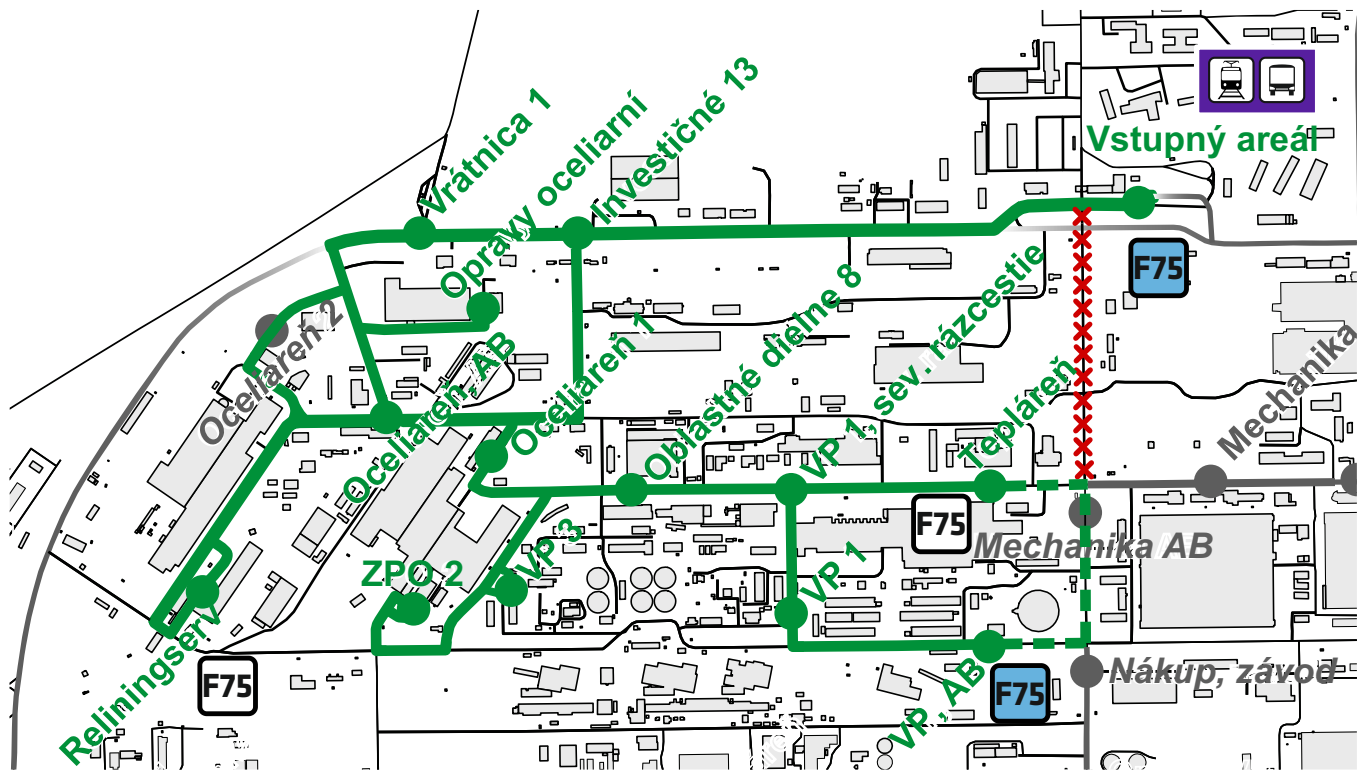 Vstupný areál
Vrátnica 1
Opravy oceliarní
Investičné 13
F75
Oceliareň 2
Oceliareň, AB
Oceliareň 1
Oblastné dielne 8
VP 1, sev. rázcestie
Tepláreň
Mechanika
F75
Mechanika AB
ZPO 2
VP 3
VP 1
Reliningserv
F75
VP, AB
F75
Nákup, závod